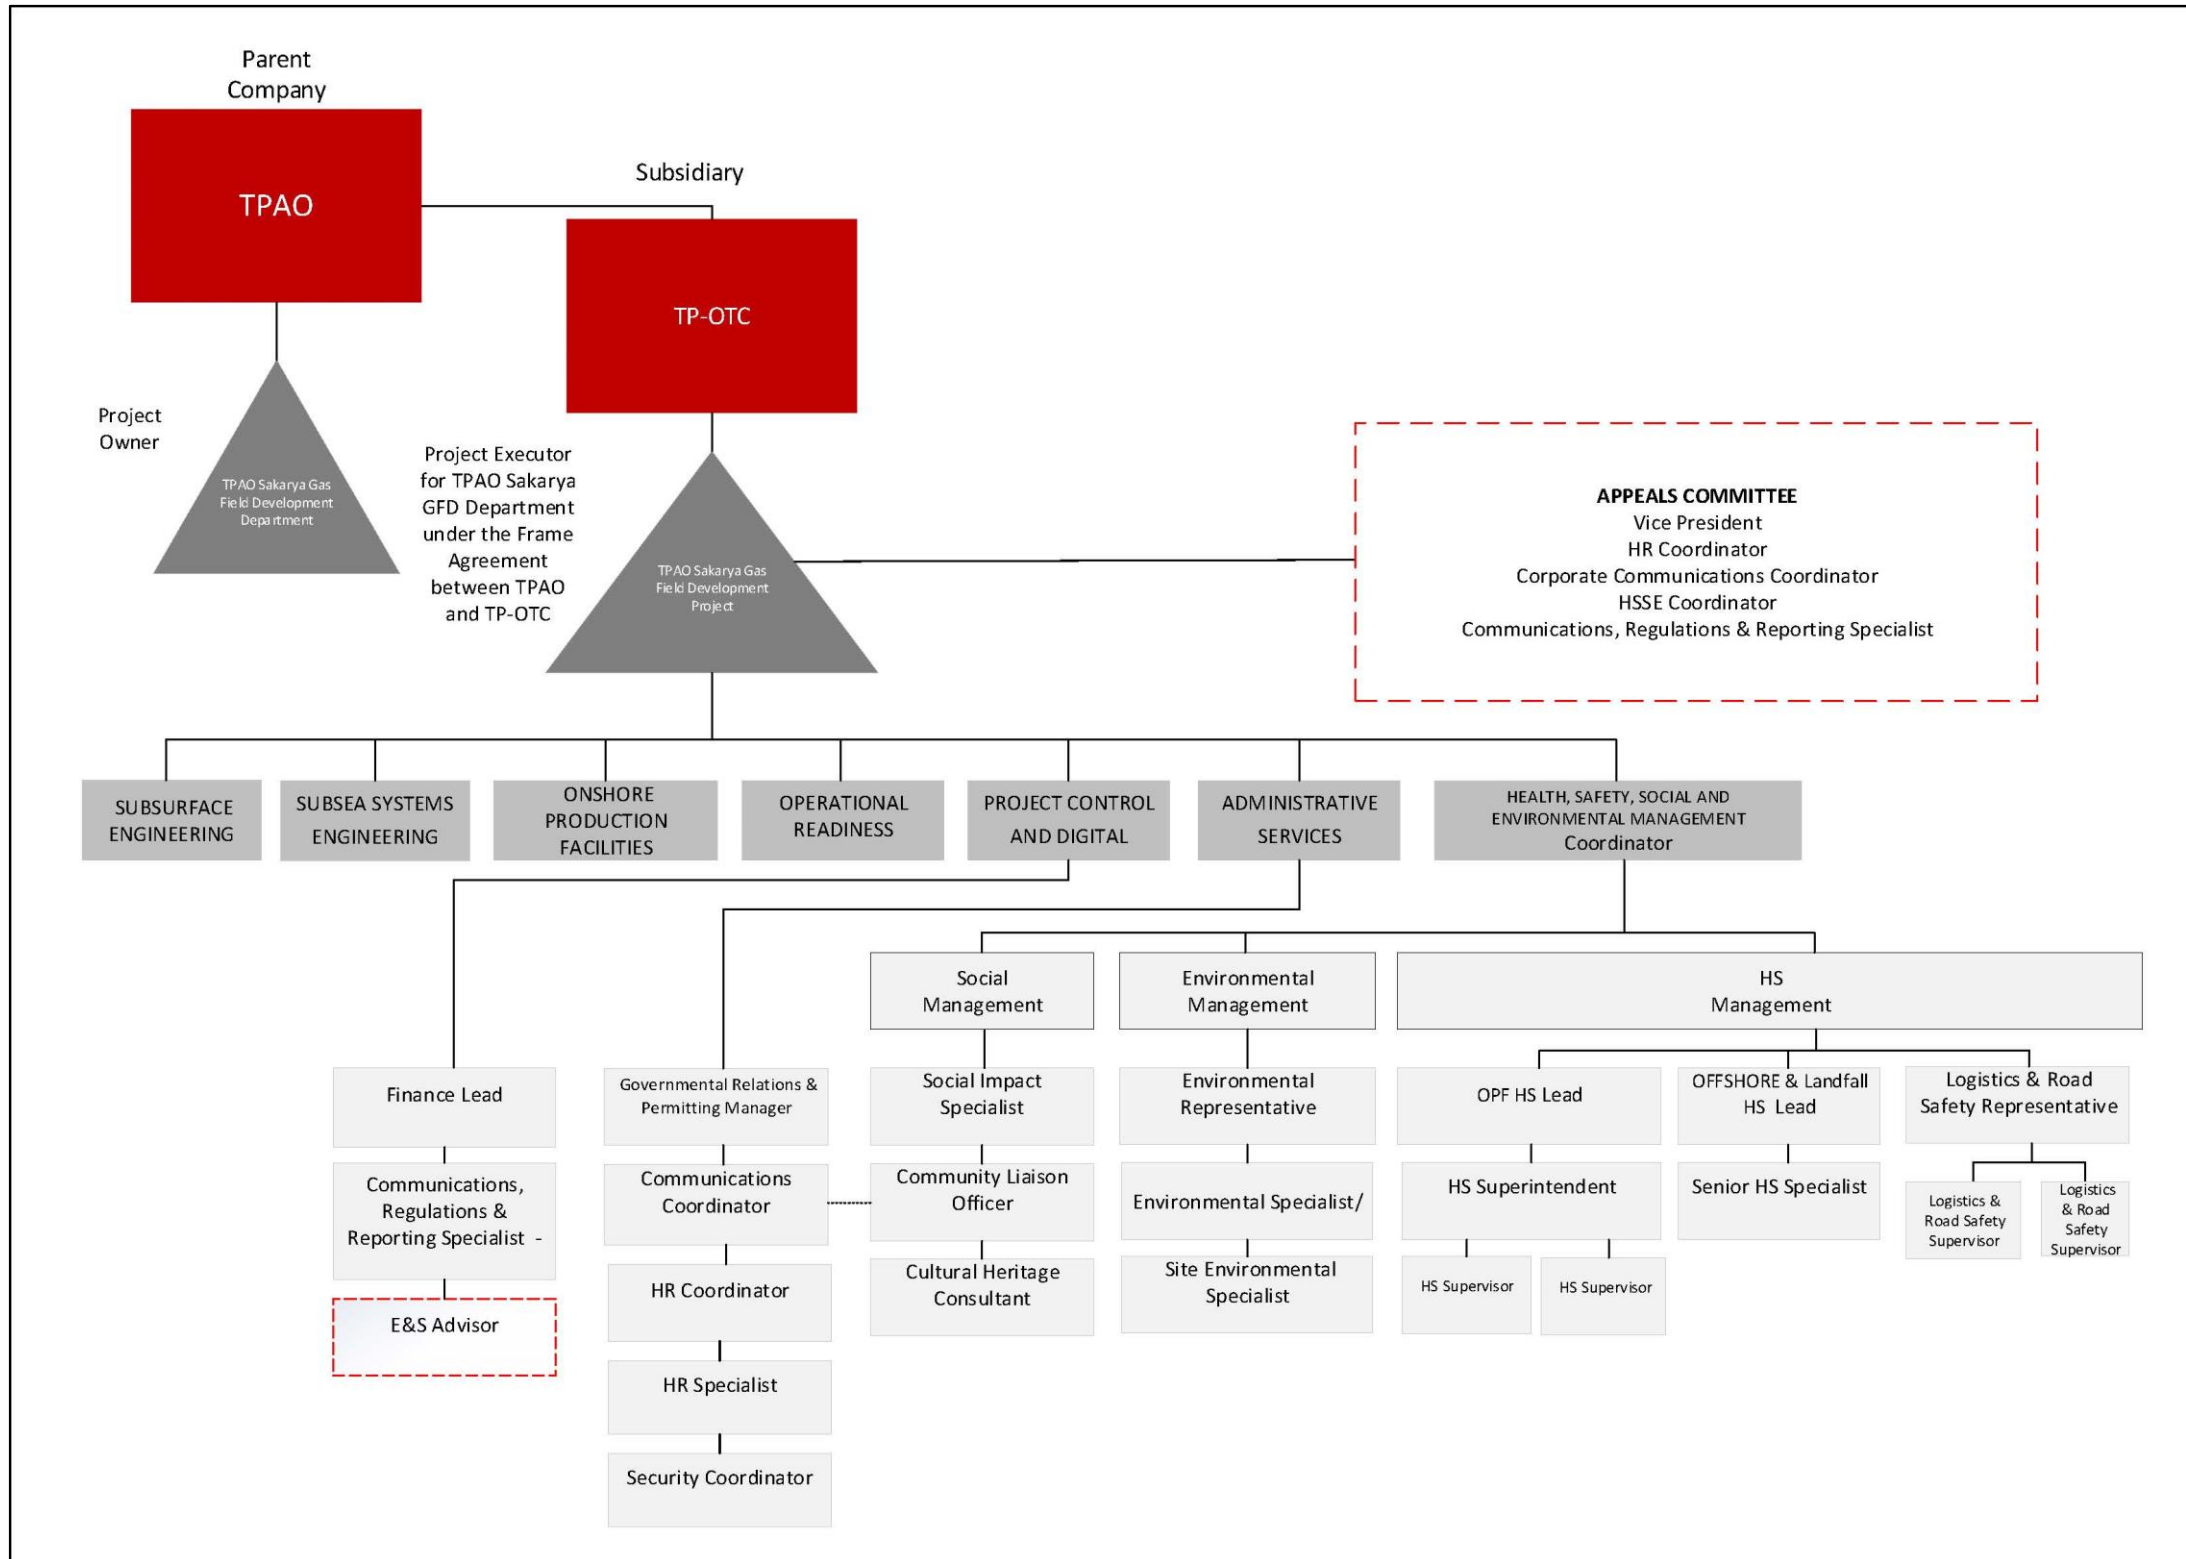 Parent
Company
TPAO
Subsidiary
TP-OTC
Project
Owner
TPAO Sakarya Gas
Field Development
Department
Project Executor
for TPAO Sakarya
GFD Department
under the Frame
Agreement
between TPAO
and TP-OTC
TPAO Sakarya Gas
Field Development
Project
APPEALS COMMITTEE
Vice President
HR Coordinator
Corporate Communications Coordinator
HSSE Coordinator
Communications, Regulations & Reporting Specialist
SUBSURFACE
ENGINEERING
SUBSEA SYSTEMS
ENGINEERING
ONSHORE
PRODUCTION
FACILITIES
OPERATIONAL
READINESS
PROJECT CONTROL
AND DIGITAL
ADMINISTRATIVE
SERVICES
HEALTH, SAFETY, SOCIAL AND
ENVIRONMENTAL MANAGEMENT
Coordinator
Social
Management
Environmental
Management
HS
Management
Finance Lead
Governmental Relations &
Permitting Manager
Social Impact
Specialist
Environmental
Representative
OPF HS Lead
OFFSHORE & Landfall
HS Lead
Logistics & Road
Safety Representative
Communications,
Regulations &
Reporting Specialist -
Communications
Coordinator
Community Liaison
Officer
Environmental Specialist/
HS Superintendent
Senior HS Specialist
Logistics &
Road Safety
Supervisor
Logistics
& Road
Safety
Supervisor
E&S Advisor
HR Coordinator
Cultural Heritage
Consultant
Site Environmental
Specialist
HS Supervisor
HS Supervisor
HR Specialist
Security Coordinator